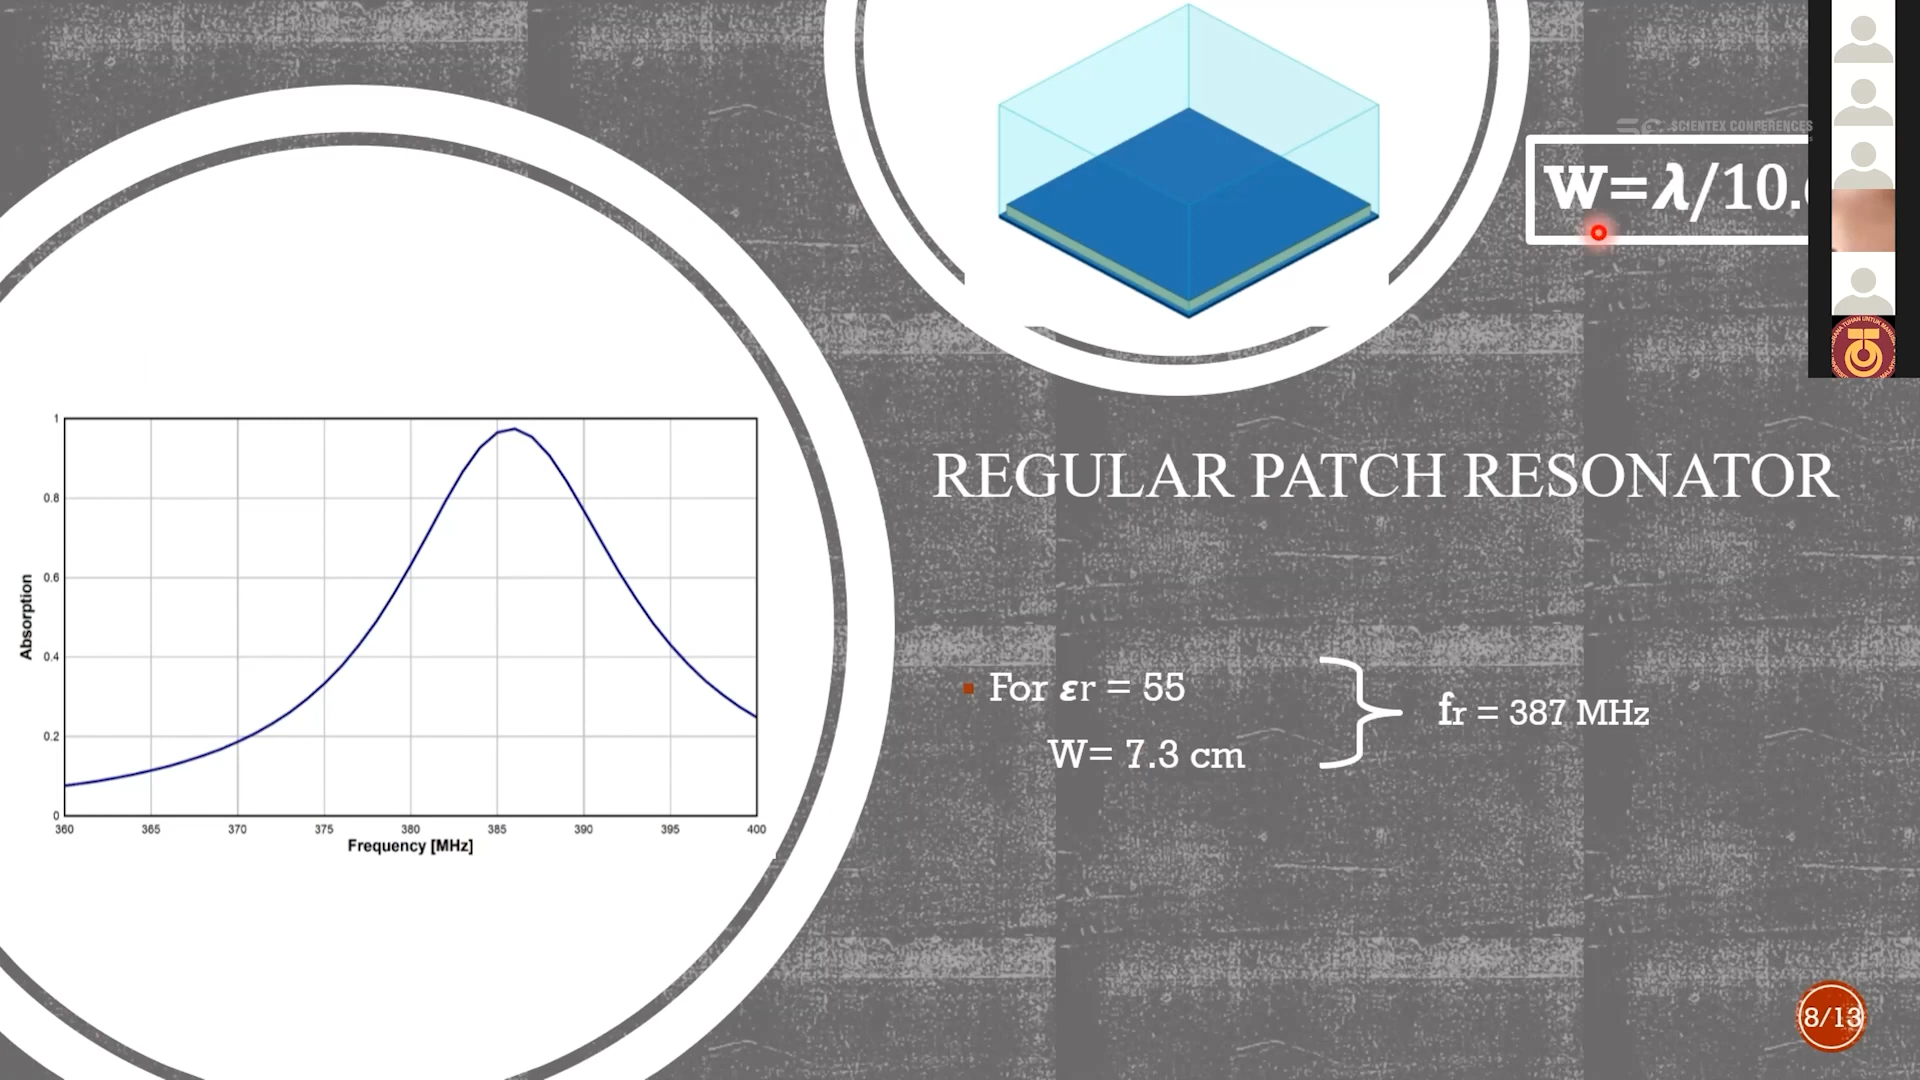 SCIENTEX CONFERENCES
W=λ/10.
REGULAR PATCH RESONATOR
For εr = 55
W= 7.3 cm
fr = 387 MHz
Absorption
1
0.8
0.6
0.4
0.2
0
360 365 370 375 380 385 390 395 400
Frequency [MHz]
8/13